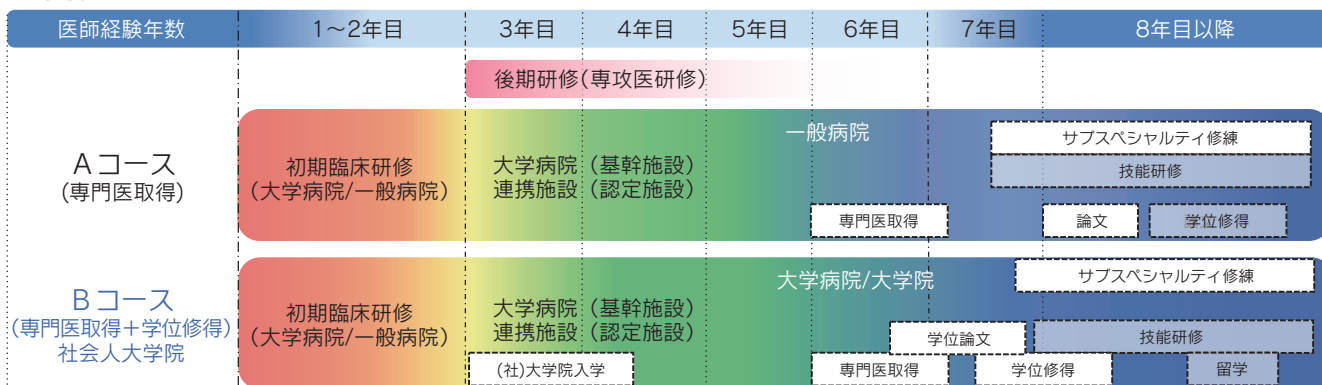 医師経験年数 1～2年目 3年目 4年目 5年目 6年目 7年目 8年目以降
後期研修(専攻医研修)
Aコース
(専門医取得)
初期臨床研修
(大学病院/一般病院)
大学病院 (基幹施設)
連携施設 (認定施設)
一般病院
サブスペシャルティ修練
技能研修
専門医取得
論文
学位修得
Bコース
(専門医取得＋学位修得)
社会人大学院
初期臨床研修
(大学病院/一般病院)
大学病院 (基幹施設)
連携施設 (認定施設)
(社)大学院入学
大学病院/大学院
サブスペシャルティ修練
学位論文
技能研修
専門医取得
学位修得
留学